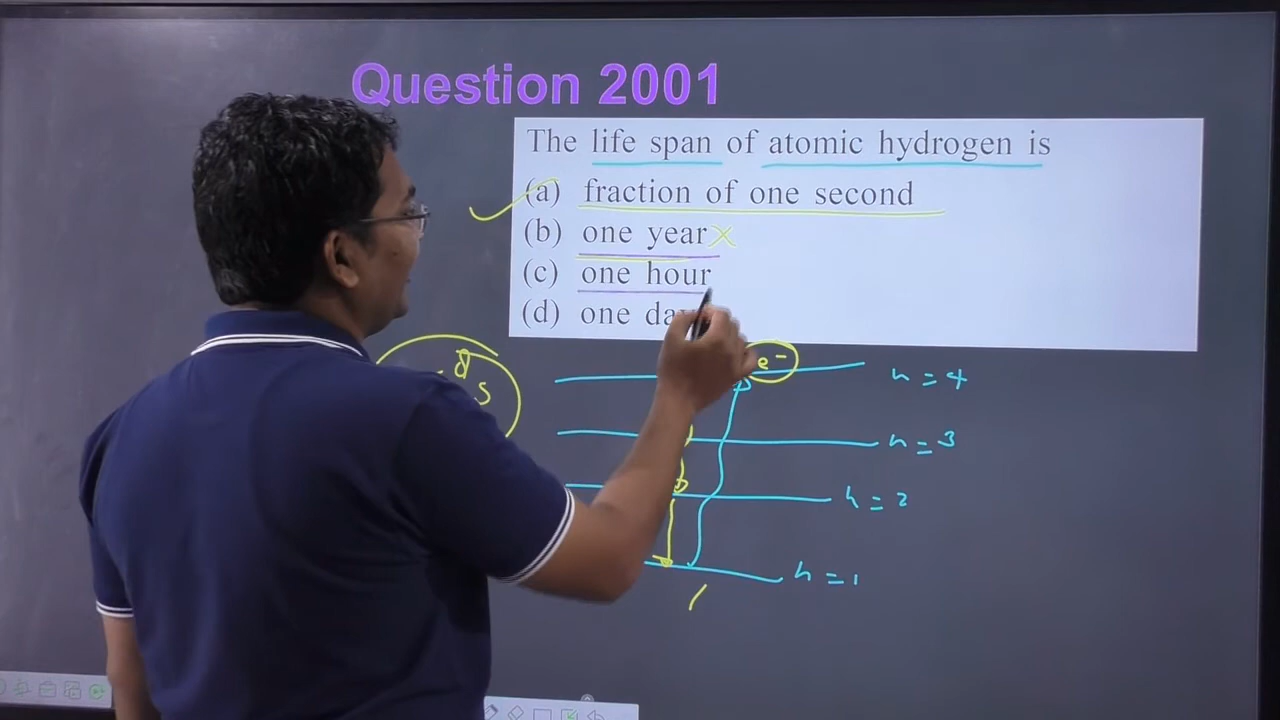 Question 2001
The life span of atomic hydrogen is
(a) fraction of one second
(b) one year
(c) one hour
(d) one
e⁻
n = 4
n = 3
n = 2
n = 1